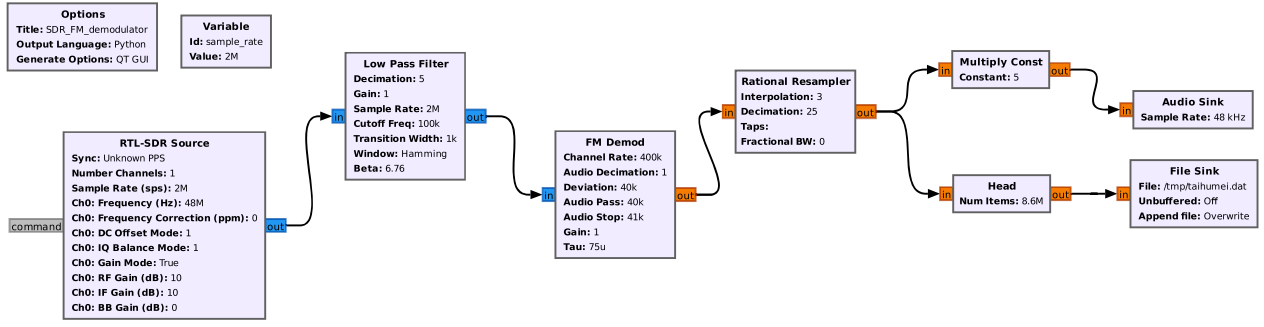 Options
Title: SDR_FM_demodulator
Output Language: Python
Generate Options: QT GUI
Variable
Id: sample_rate
Value: 2M
RTL-SDR Source
Sync: Unknown PPS
Number Channels: 1
Sample Rate (sps): 2M
Ch0: Frequency (Hz): 48M
Ch0: Frequency Correction (ppm): 0
Ch0: DC Offset Mode: 1
Ch0: IQ Balance Mode: 1
Ch0: Gain Mode: True
Ch0: RF Gain (dB): 10
Ch0: IF Gain (dB): 10
Ch0: BB Gain (dB): 0
command
out
Low Pass Filter
Decimation: 5
Gain: 1
Sample Rate: 2M
Cutoff Freq: 100k
Transition Width: 1k
Window: Hamming
Beta: 6.76
in
out
FM Demod
Channel Rate: 400k
Audio Decimation: 1
Deviation: 40k
Audio Pass: 40k
Audio Stop: 41k
Gain: 1
Tau: 75u
in
out
Rational Resampler
Interpolation: 3
Decimation: 25
Taps:
Fractional BW: 0
in
out
Multiply Const
Constant: 5
in
out
Audio Sink
Sample Rate: 48 kHz
in
Head
Num Items: 8.6M
in
out
File Sink
File: /tmp/taihumei.dat
Unbuffered: Off
Append file: Overwrite
in